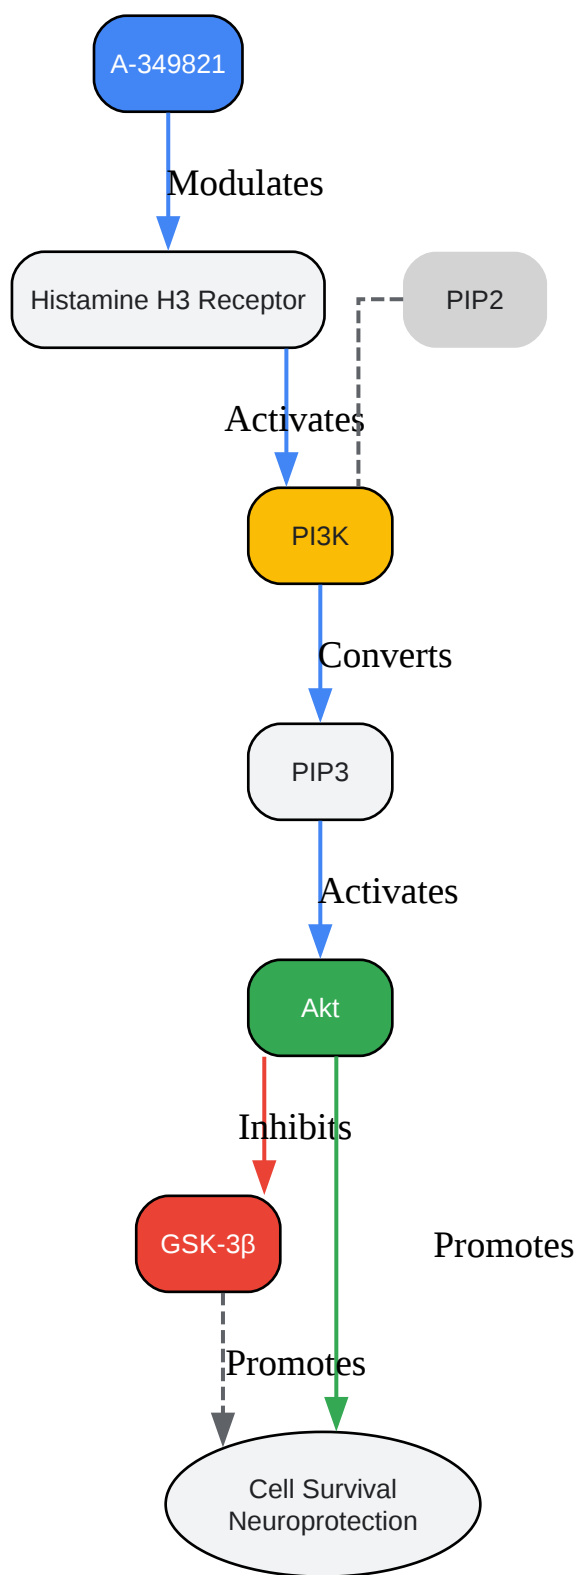 A-349821
Modulates
Histamine H3 Receptor
PIP2
Activates
PI3K
Converts
PIP3
Activates
Akt
Inhibits
GSK-3β
Promotes
Promotes
Cell Survival
Neuroprotection